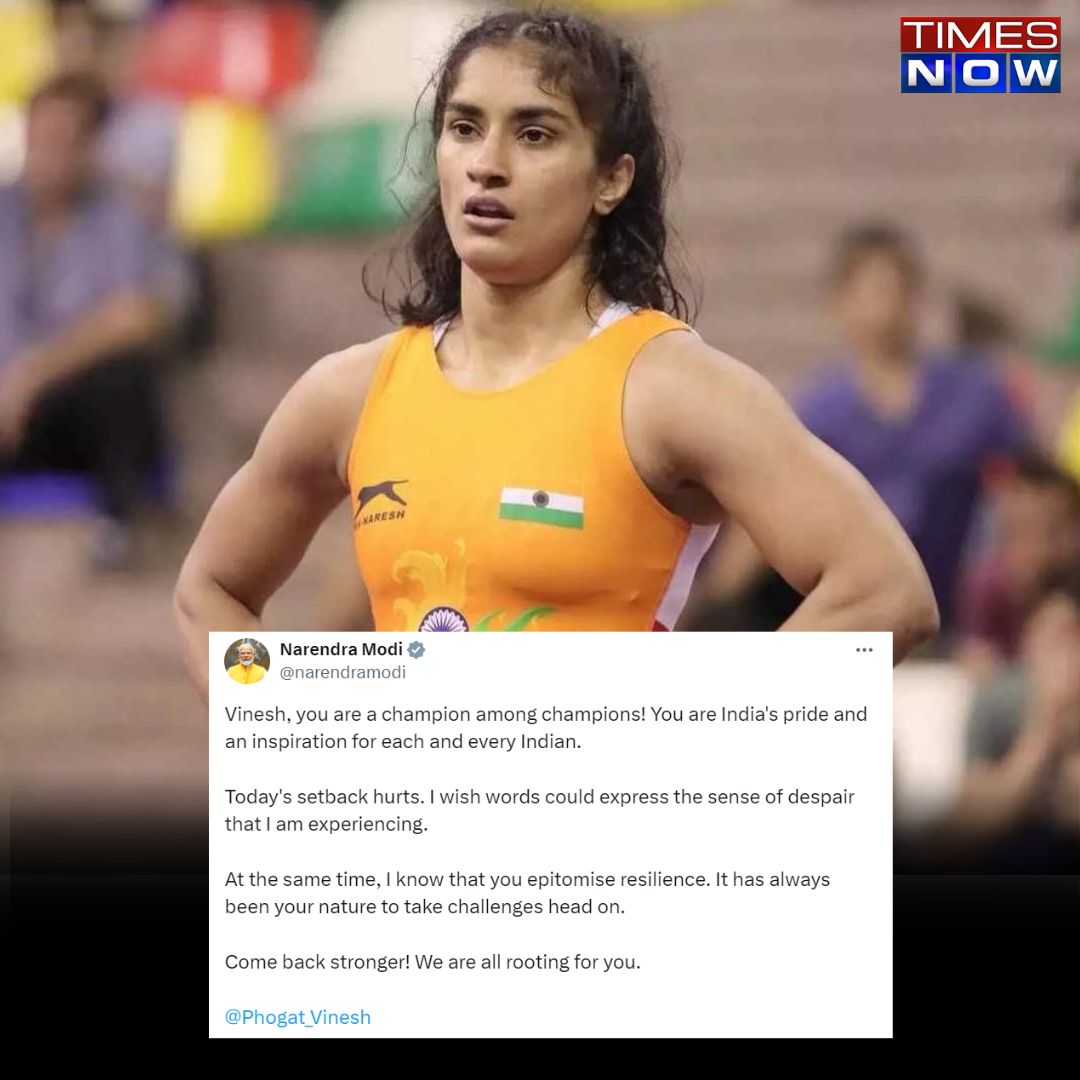 TIMES
NOW
-NARESH
Narendra Modi
@narendramodi
Vinesh, you are a champion among champions! You are India's pride and
an inspiration for each and every Indian.
Today's setback hurts. I wish words could express the sense of despair
that I am experiencing.
At the same time, I know that you epitomise resilience. It has always
been your nature to take challenges head on.
Come back stronger! We are all rooting for you.
@Phogat_Vinesh